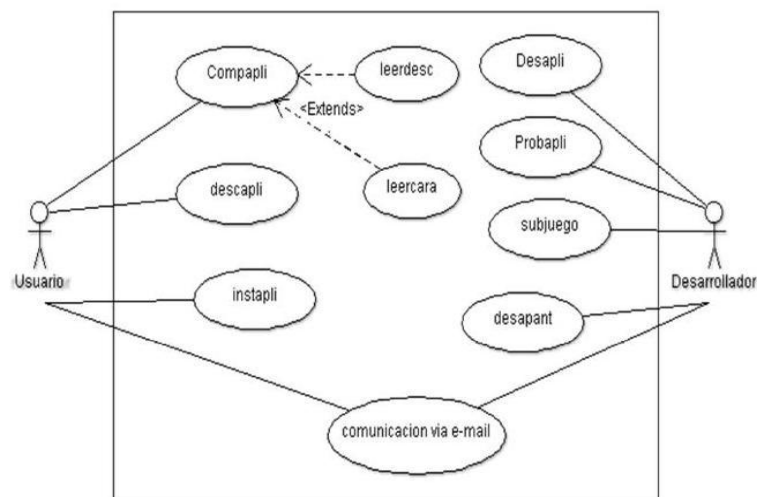 Compapli
leerdesc
Desapli
<Extends>
Probapli
descapli
leercara
subjuego
Usuario
Desarrollador
instapli
desapant
comunicacion via e-mail